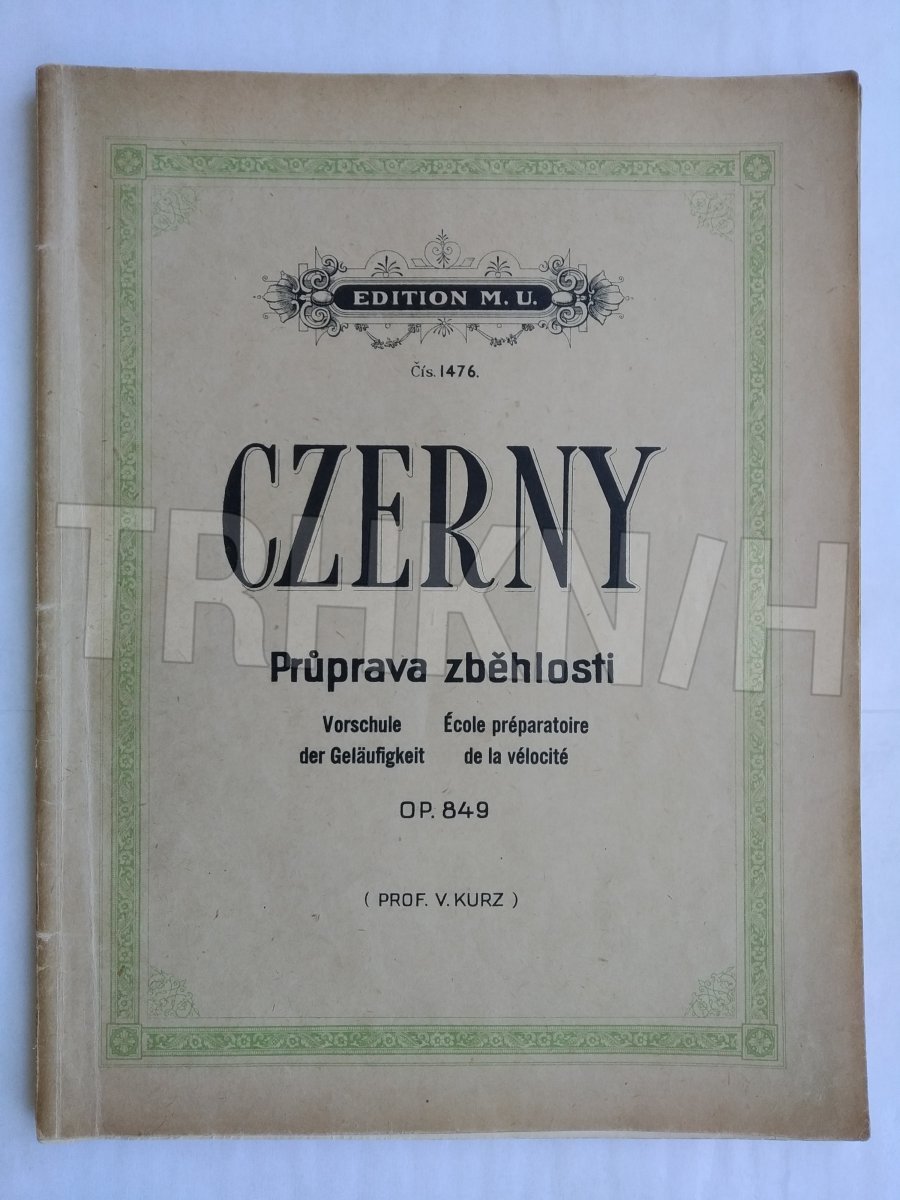 EDITION M. U.
Čís. 1476.
CZERNY
TRHKNIH
Průprava zběhlosti
Vorschule
der Geläufigkeit
École préparatoire
de la vélocité
OP. 849
( PROF. V. KURZ )